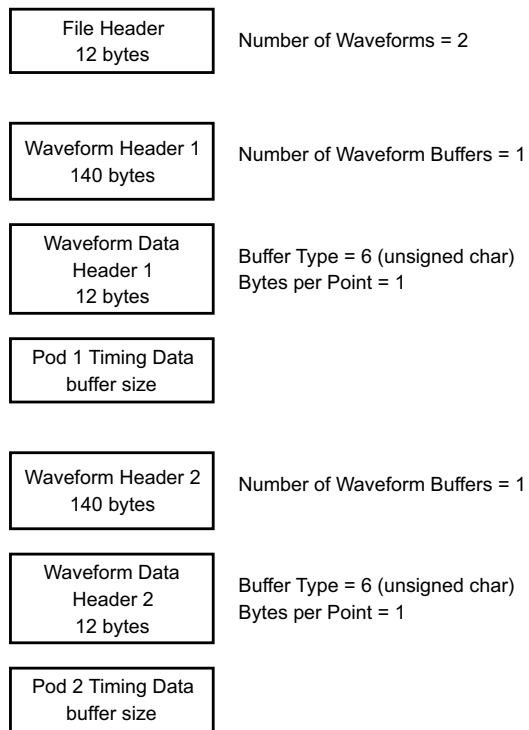 File Header
12 bytes
Number of Waveforms = 2
Waveform Header 1
140 bytes
Number of Waveform Buffers = 1
Waveform Data
Header 1
12 bytes
Buffer Type = 6 (unsigned char)
Bytes per Point = 1
Pod 1 Timing Data
buffer size
Waveform Header 2
140 bytes
Number of Waveform Buffers = 1
Waveform Data
Header 2
12 bytes
Buffer Type = 6 (unsigned char)
Bytes per Point = 1
Pod 2 Timing Data
buffer size